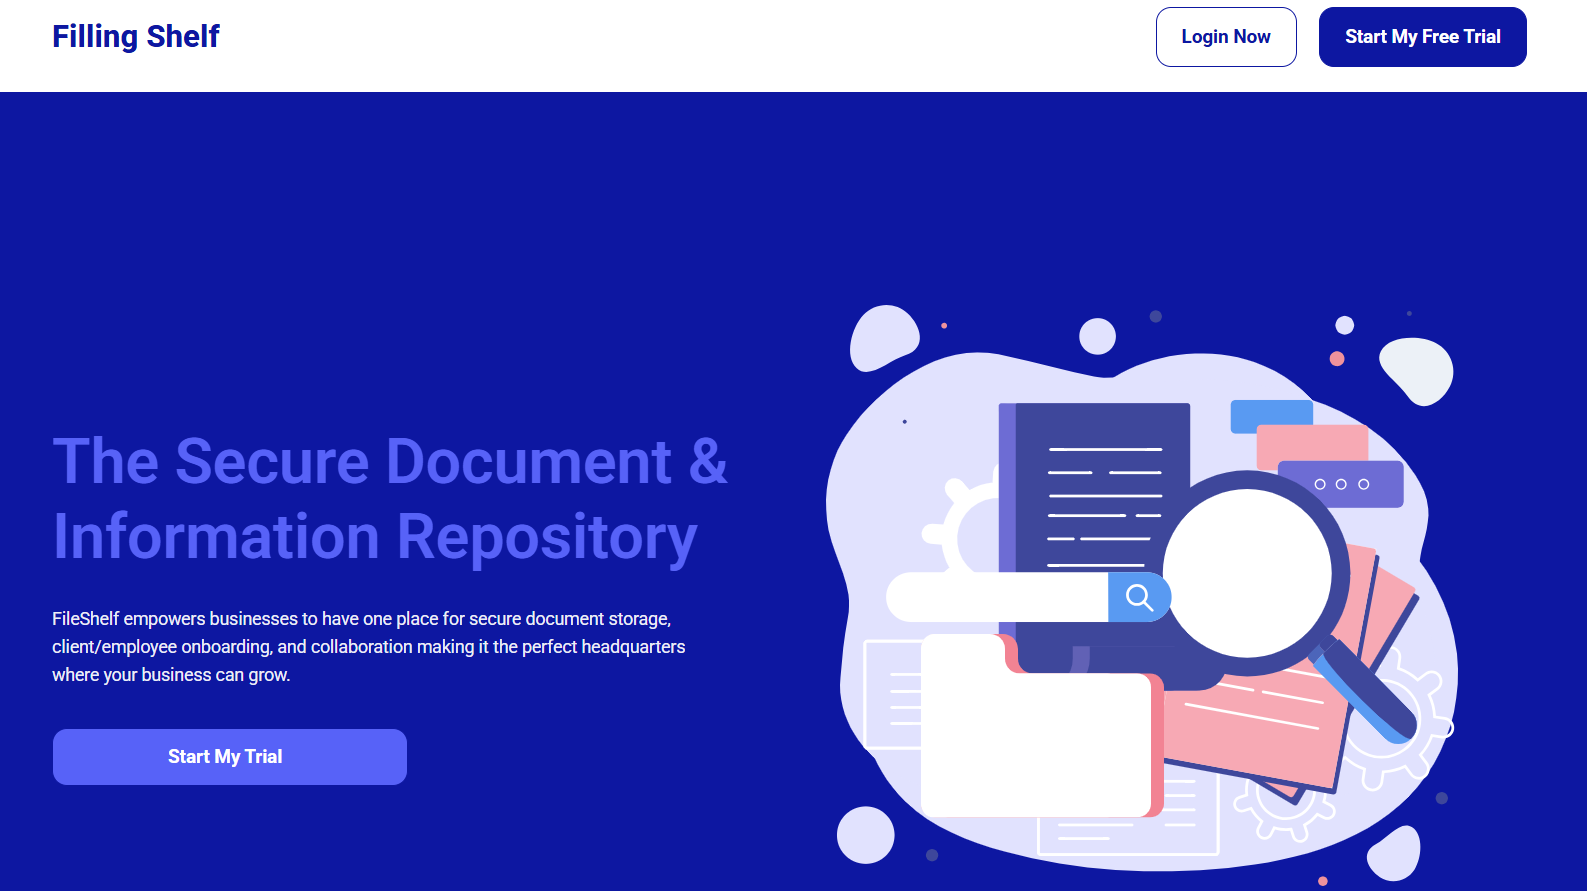 Filling Shelf
Login Now
Start My Free Trial
The Secure Document &
Information Repository
FileShelf empowers businesses to have one place for secure document storage,
client/employee onboarding, and collaboration making it the perfect headquarters
where your business can grow.
Start My Trial